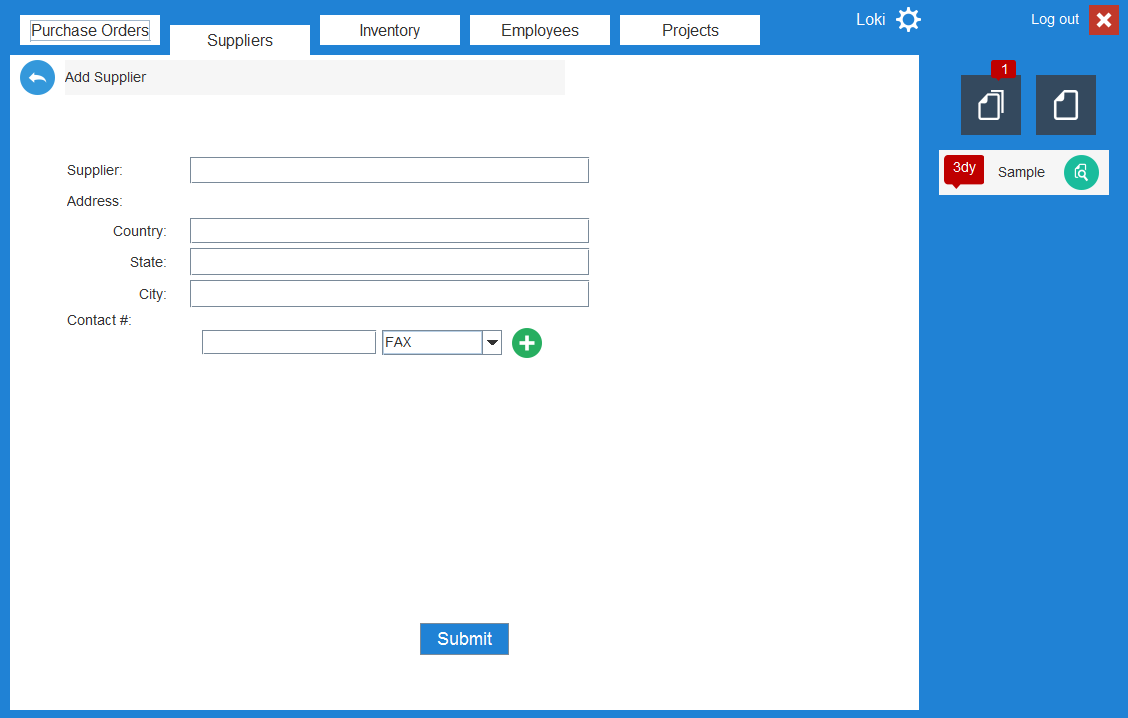 Purchase Orders
Suppliers
Inventory
Employees
Projects
Loki
Log out
Add Supplier
1
3dy
Sample
Supplier:
Address:
Country:
State:
City:
Contact #:
FAX
Submit